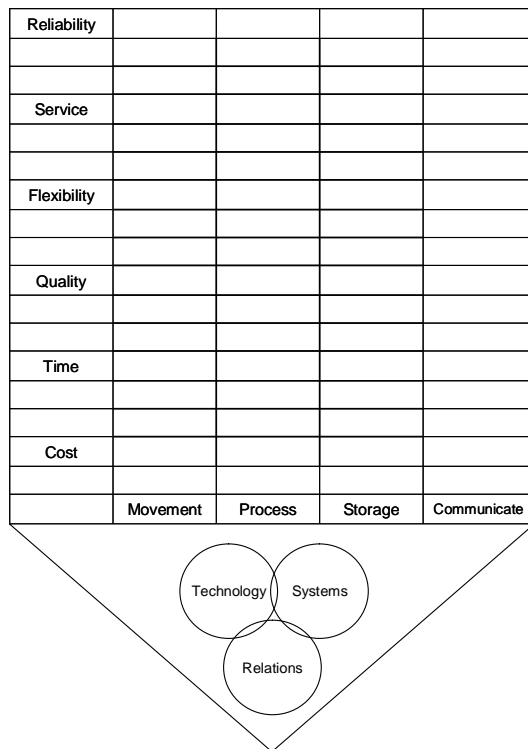 Reliability
Service
Flexibility
Quality
Time
Cost
Movement Process Storage Communicate
Technology Systems
Relations